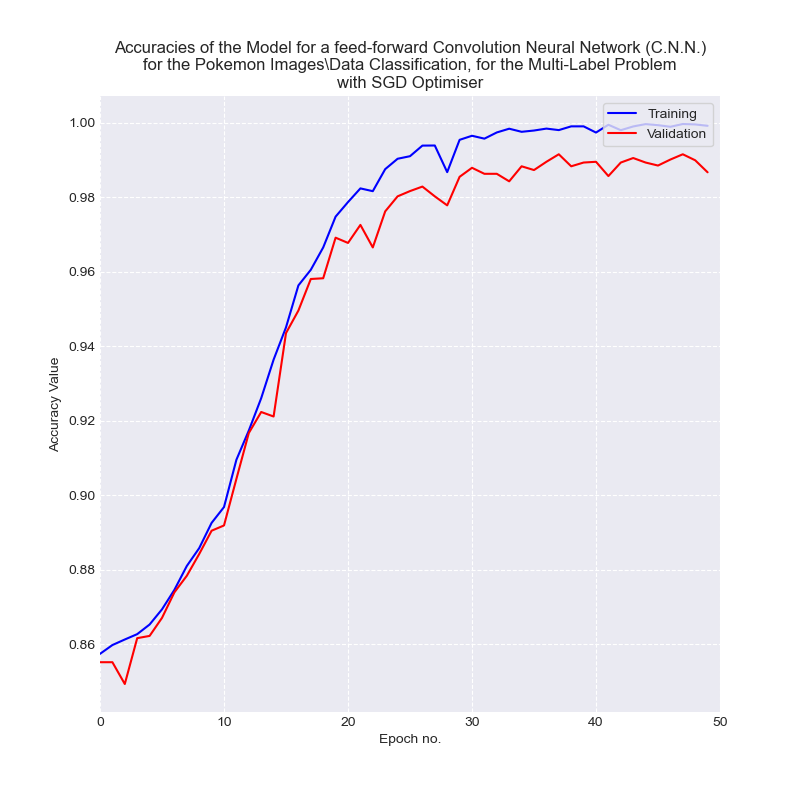 Accuracies of the Model for a feed-forward Convolution Neural Network (C.N.N.)
for the Pokemon Images\Data Classification, for the Multi-Label Problem
with SGD Optimiser
Training
Validation
1.00
0.98
0.96
0.94
0.92
0.90
0.88
0.86
Accuracy Value
0 10 20 30 40 50
Epoch no.